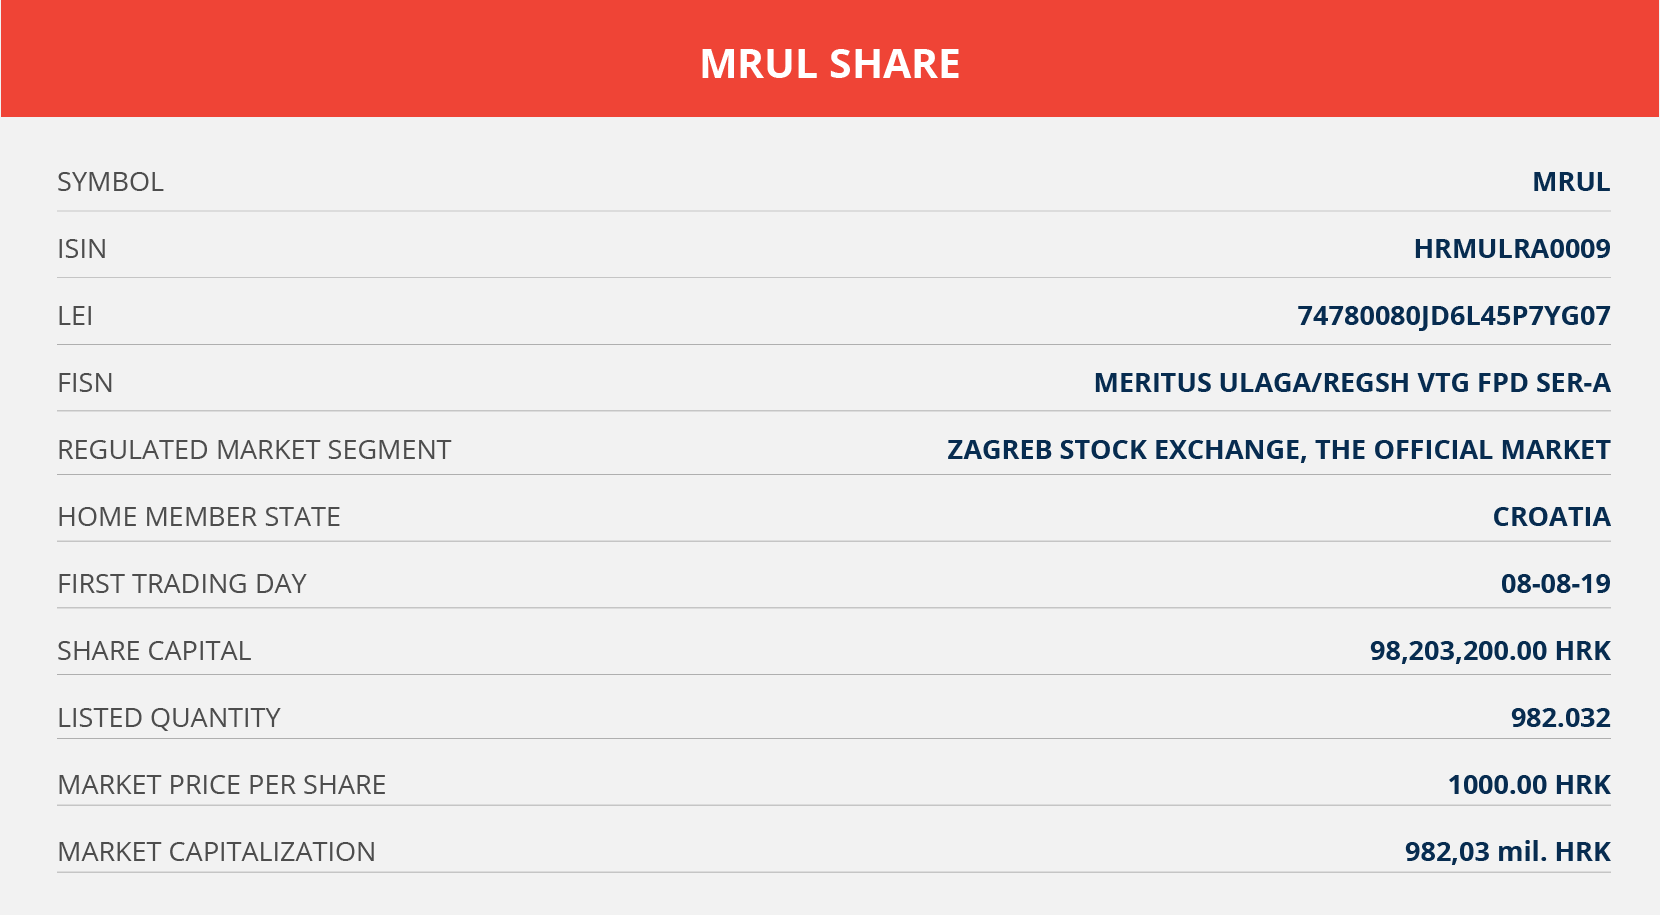 MRUL SHARE
SYMBOL MRUL
ISIN HRMULRA0009
LEI 74780080JD6L45P7YG07
FISN MERITUS ULAGA/REGSH VTG FPD SER-A
REGULATED MARKET SEGMENT ZAGREB STOCK EXCHANGE, THE OFFICIAL MARKET
HOME MEMBER STATE CROATIA
FIRST TRADING DAY 08-08-19
SHARE CAPITAL 98,203,200.00 HRK
LISTED QUANTITY 982.032
MARKET PRICE PER SHARE 1000.00 HRK
MARKET CAPITALIZATION 982,03 mil. HRK